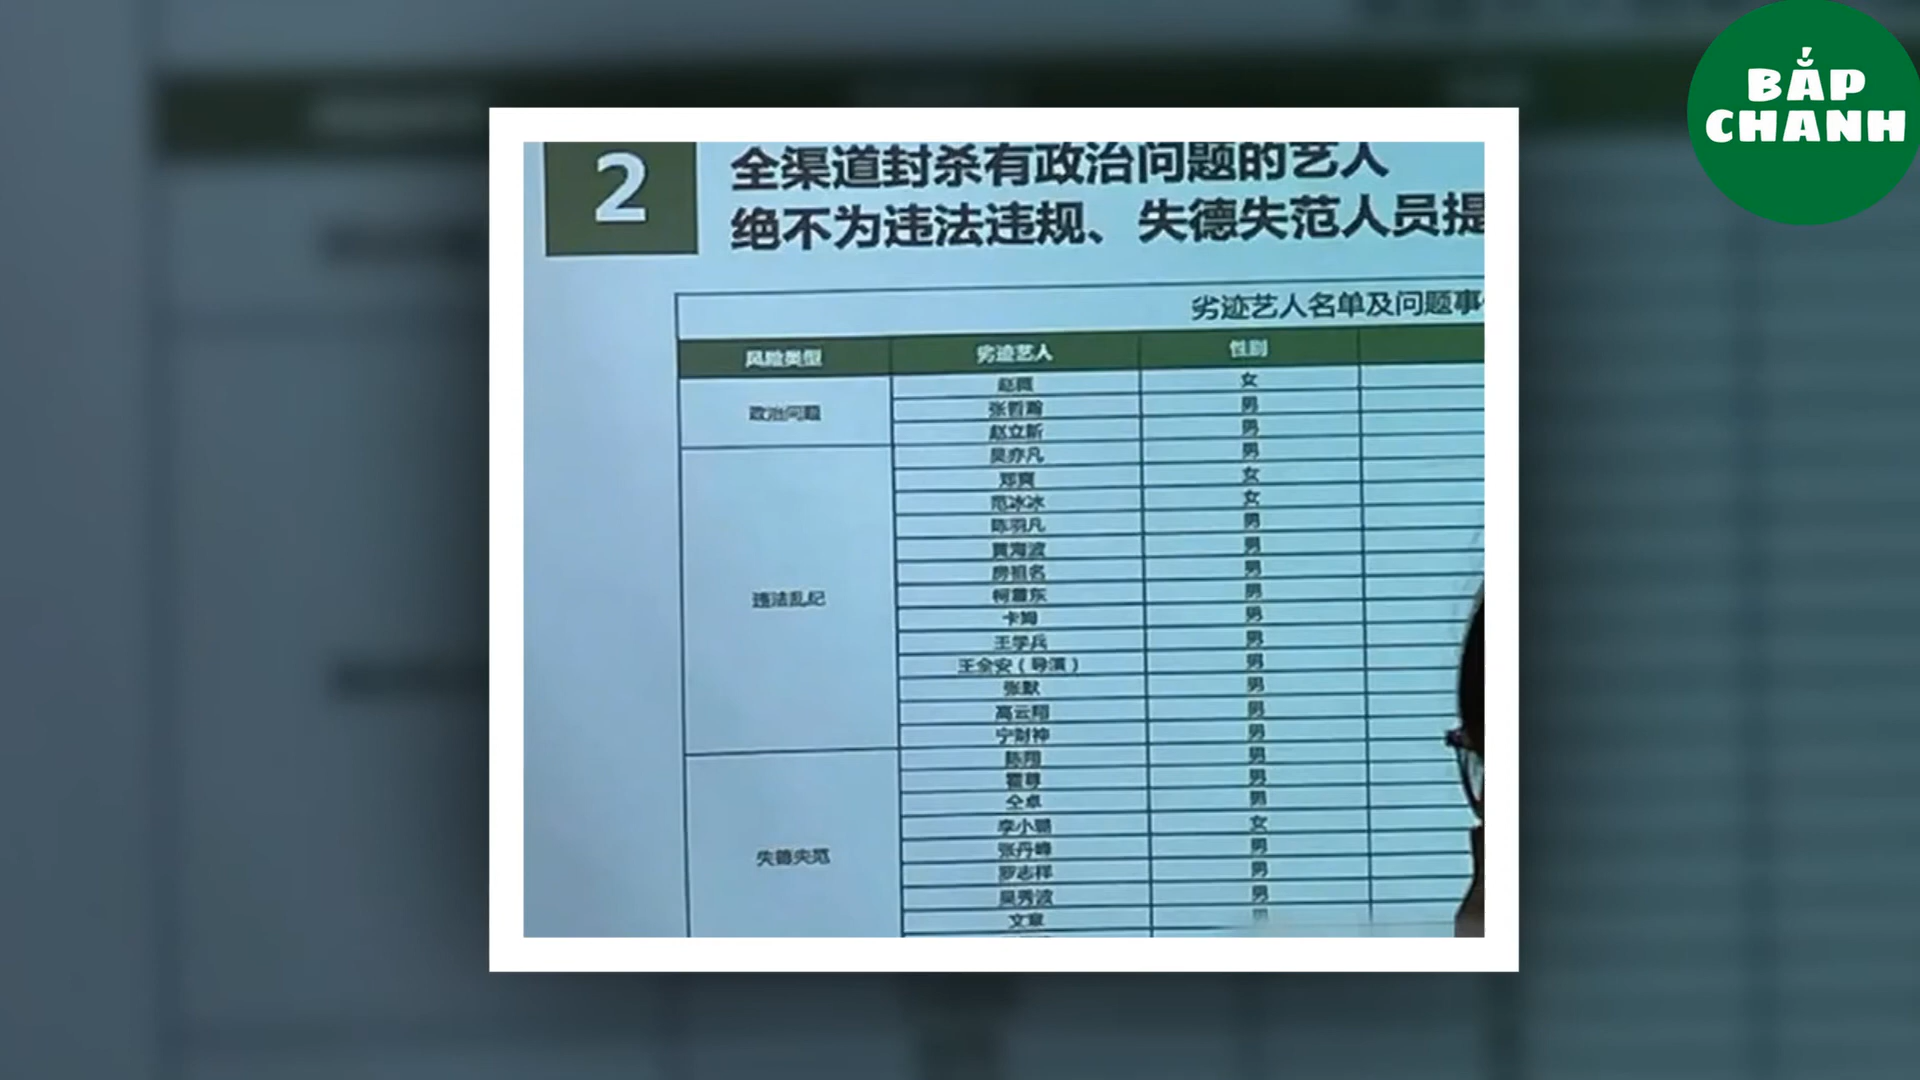 BẮP
CHANH
2
全渠道封杀有政治问题的艺人
绝不为违法违规、失德失范人员提
劣迹艺人名单及问题事
风险类型 劣迹艺人 性别
政治问题
赵薇 女
张哲瀚 男
赵立新 男
违法乱纪
吴亦凡 男
郑爽 女
范冰冰 女
陈羽凡 男
黄海波 男
房祖名 男
柯震东 男
卡姆 男
王学兵 男
王全安（导演） 男
张默 男
高云翔 男
宁财神 男
失德失范
陈翔 男
霍尊 男
仝卓 男
李小璐 女
张丹峰 男
罗志祥 男
吴秀波 男
文章 男